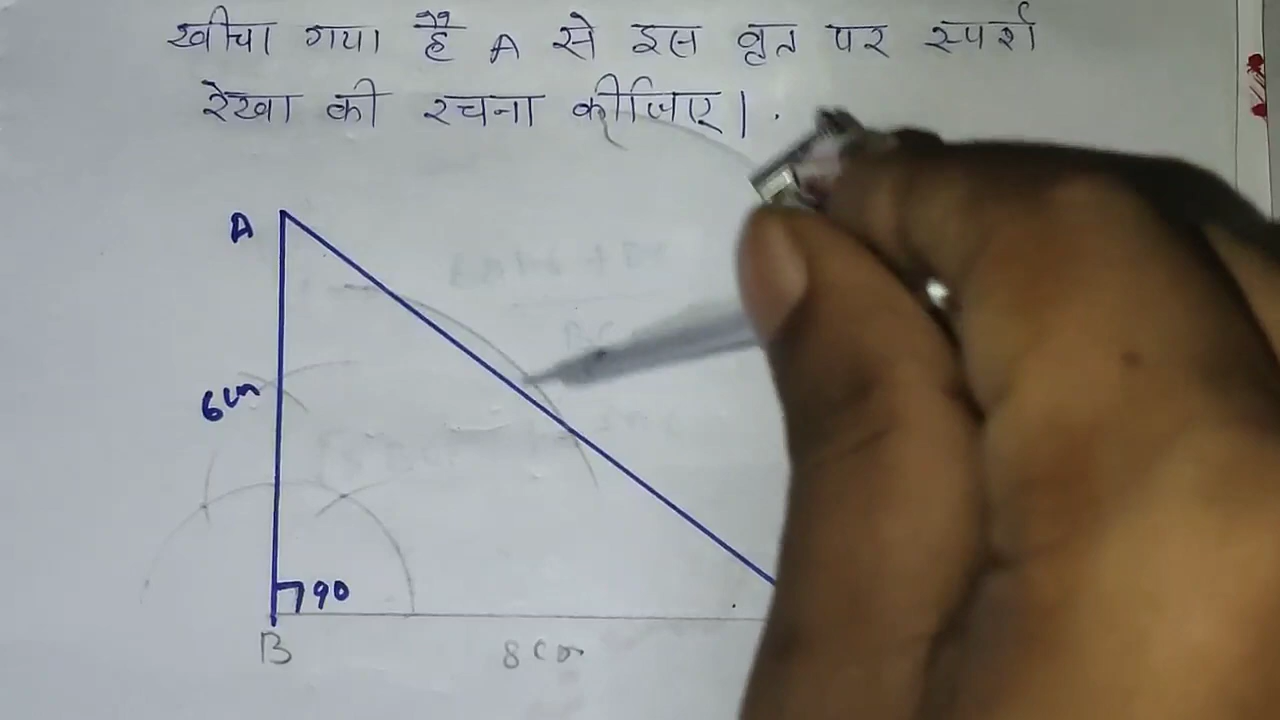 खींचा गया है A से इस वृत पर स्पर्श
रेखा की रचना कीजिए।
A
6cm
90
B
8cm